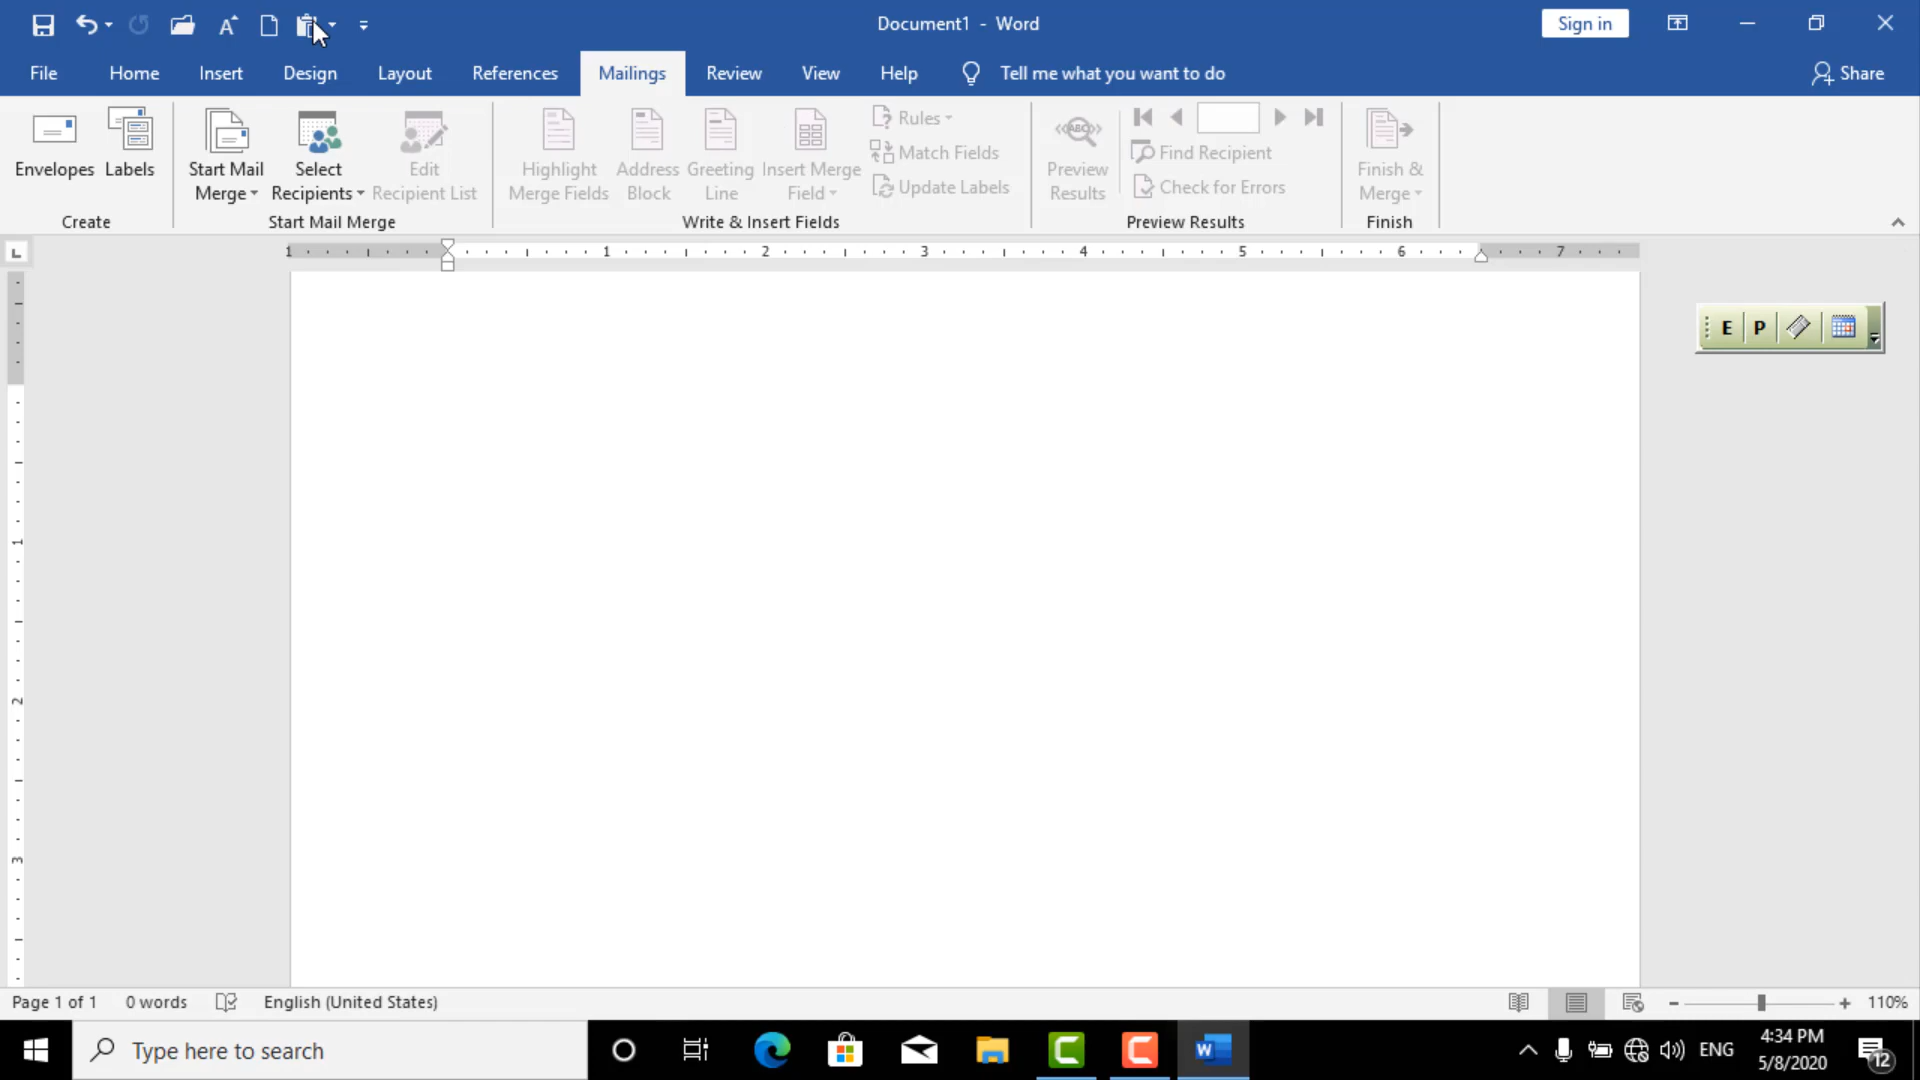 Document1 - Word
Sign in
File Home Insert Design Layout References Mailings Review View Help Tell me what you want to do Share
Envelopes Labels
Create
Start Mail Merge
Select Recipients
Edit Recipient List
Start Mail Merge
Highlight Merge Fields
Address Block
Greeting Line
Insert Merge Field
Rules
Match Fields
Update Labels
Write & Insert Fields
ABC
Preview Results
Find Recipient
Check for Errors
Preview Results
Finish & Merge
Finish
L
1 1 2 3 4 5 6 7
E P
1
2
3
Page 1 of 1 0 words English (United States) 110%
Type here to search
ENG
4:34 PM
5/8/2020
12